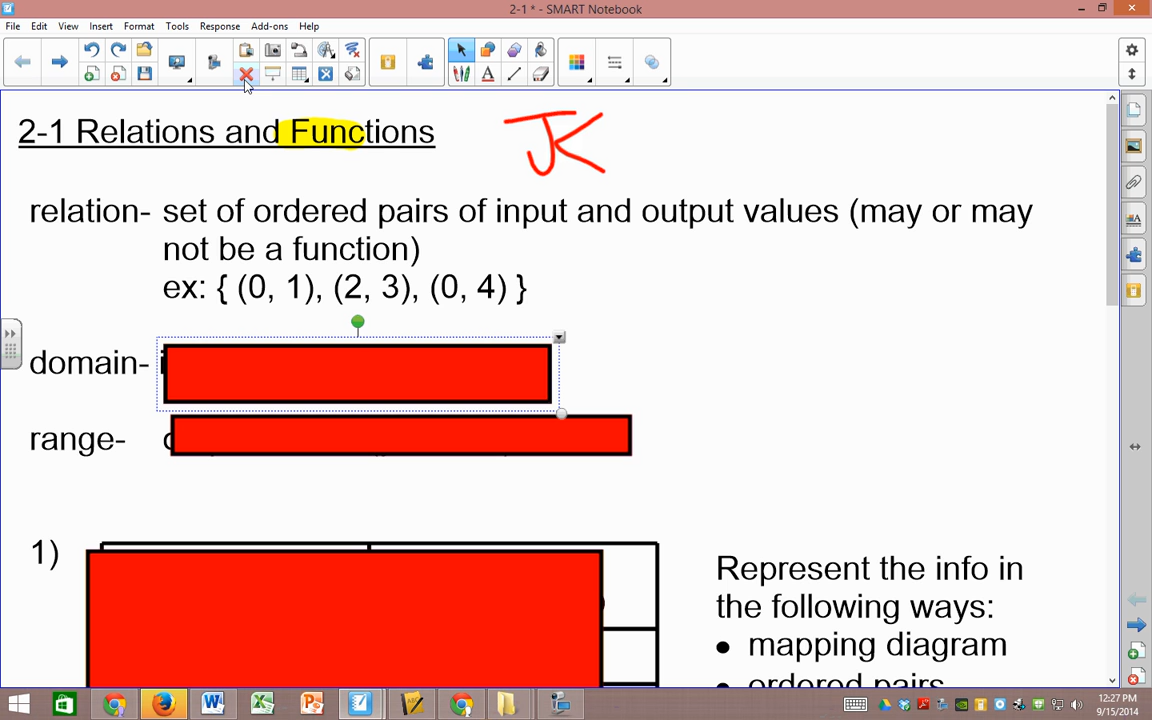 2-1 * - SMART Notebook
File Edit View Insert Format Tools Response Add-ons Help
2-1 Relations and Functions JK
relation- set of ordered pairs of input and output values (may or may
not be a function)
ex: { (0, 1), (2, 3), (0, 4) }
domain-
range-
1)
Represent the info in
the following ways:
• mapping diagram
• ordered pairs
12:27 PM
9/15/2014